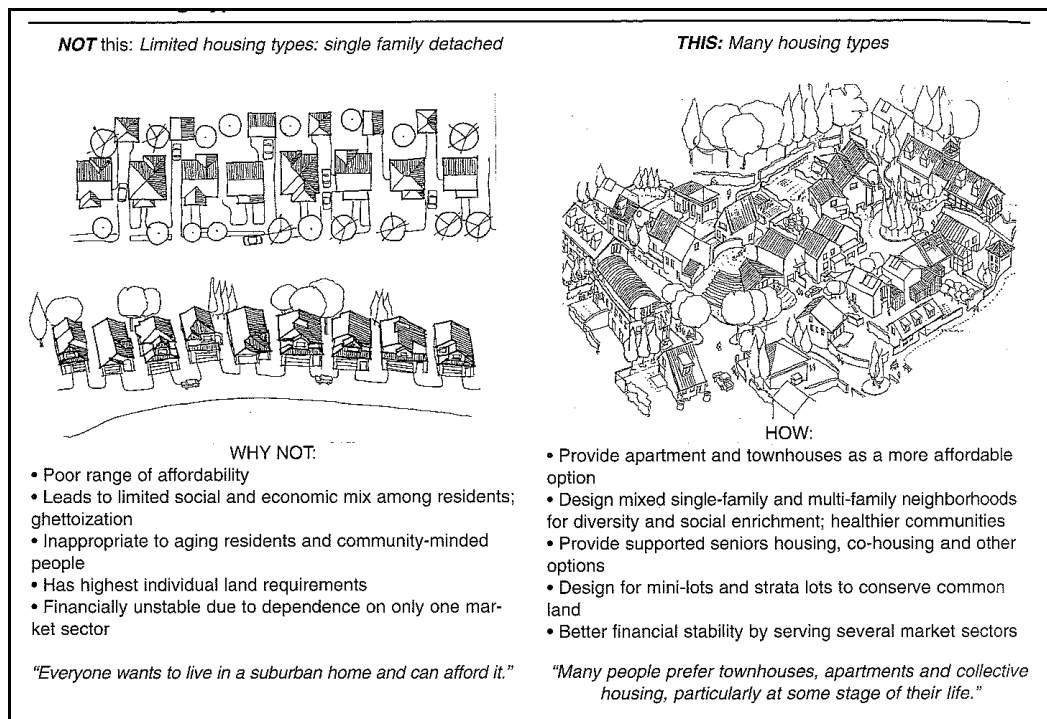 NOT this: Limited housing types: single family detached
WHY NOT:
• Poor range of affordability
• Leads to limited social and economic mix among residents;
ghettoization
• Inappropriate to aging residents and community-minded
people
• Has highest individual land requirements
• Financially unstable due to dependence on only one mar-
ket sector
“Everyone wants to live in a suburban home and can afford it.”
THIS: Many housing types
HOW:
• Provide apartment and townhouses as a more affordable
option
• Design mixed single-family and multi-family neighborhoods
for diversity and social enrichment; healthier communities
• Provide supported seniors housing, co-housing and other
options
• Design for mini-lots and strata lots to conserve common
land
• Better financial stability by serving several market sectors
“Many people prefer townhouses, apartments and collective
housing, particularly at some stage of their life.”